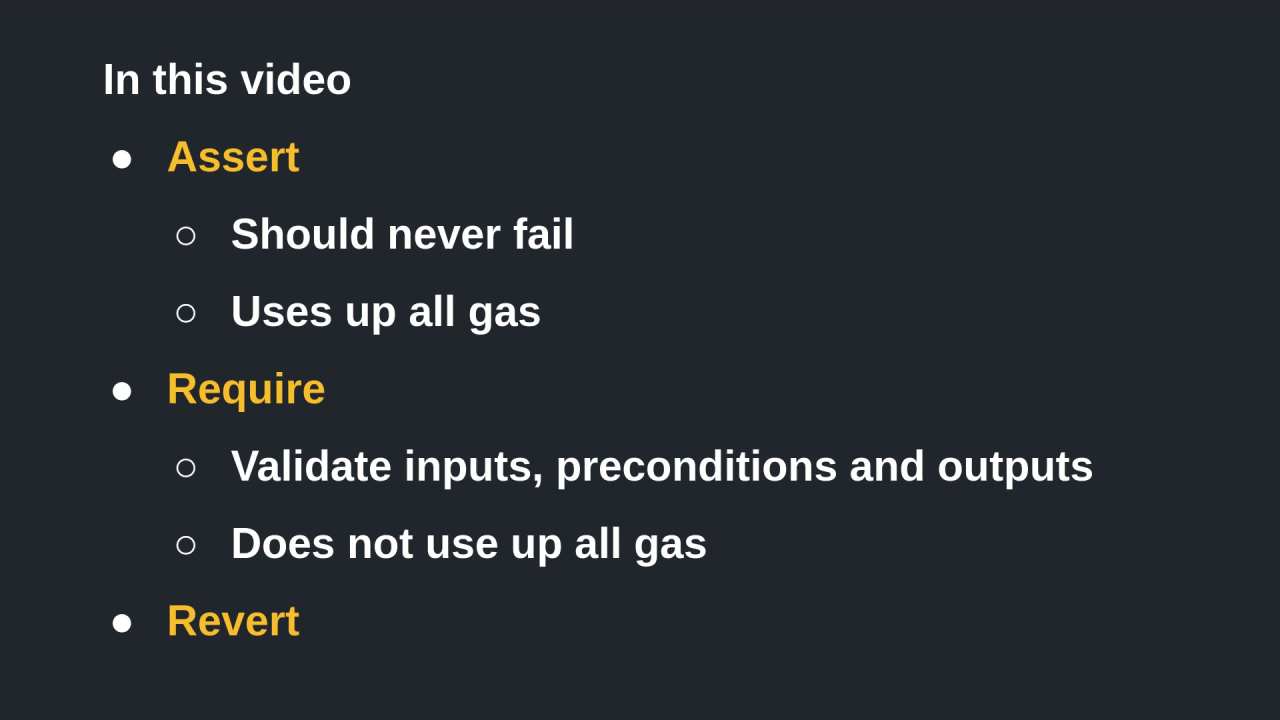 In this video
● Assert
○ Should never fail
○ Uses up all gas
● Require
○ Validate inputs, preconditions and outputs
○ Does not use up all gas
● Revert